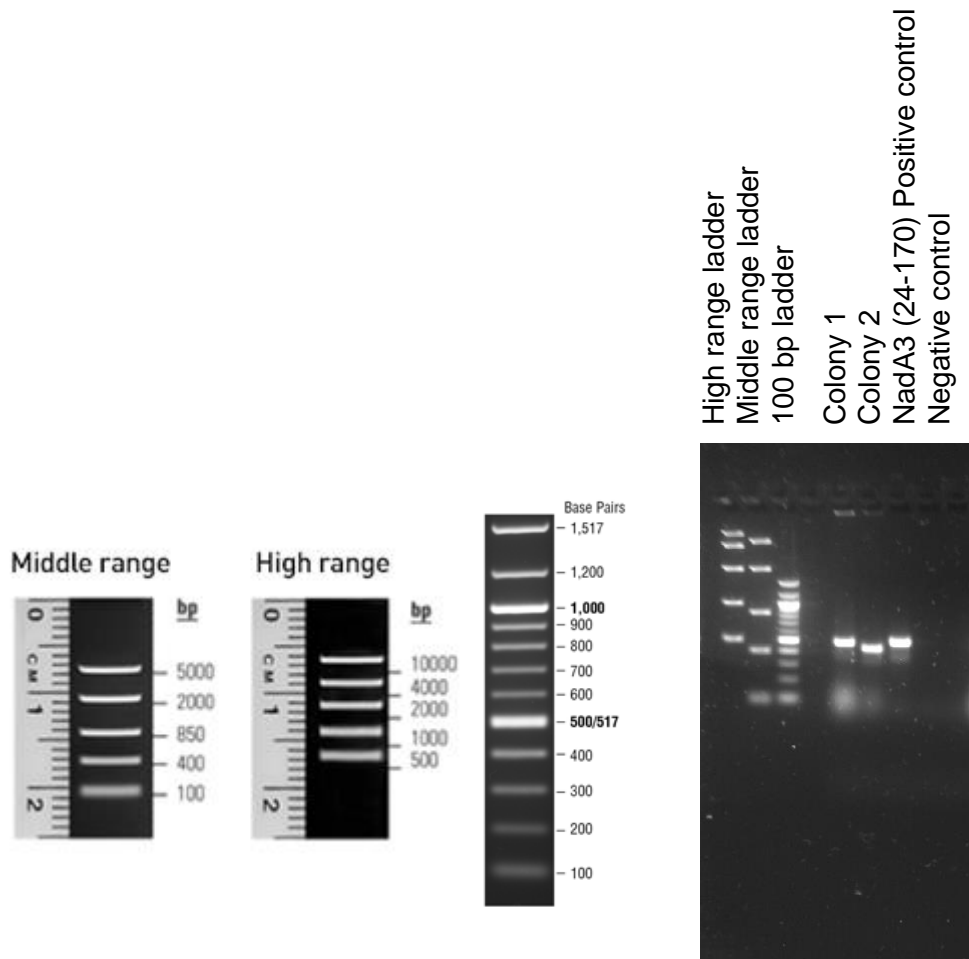 High range ladder
Middle range ladder
100 bp ladder
Colony 1
Colony 2
NadA3 (24-170) Positive control
Negative control
Middle range
0
CM
1
2
bp
5000
2000
850
400
100
High range
0
CM
1
2
bp
10000
4000
2000
1000
500
Base Pairs
1,517
1,200
1,000
900
800
700
600
500/517
400
300
200
100